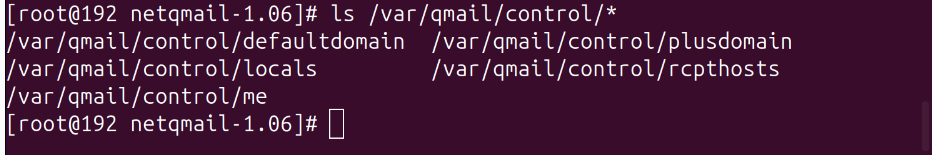 [root@192 netqmail-1.06]# ls /var/qmail/control/*
/var/qmail/control/defaultdomain  /var/qmail/control/plusdomain
/var/qmail/control/locals         /var/qmail/control/rcpthosts
/var/qmail/control/me
[root@192 netqmail-1.06]#